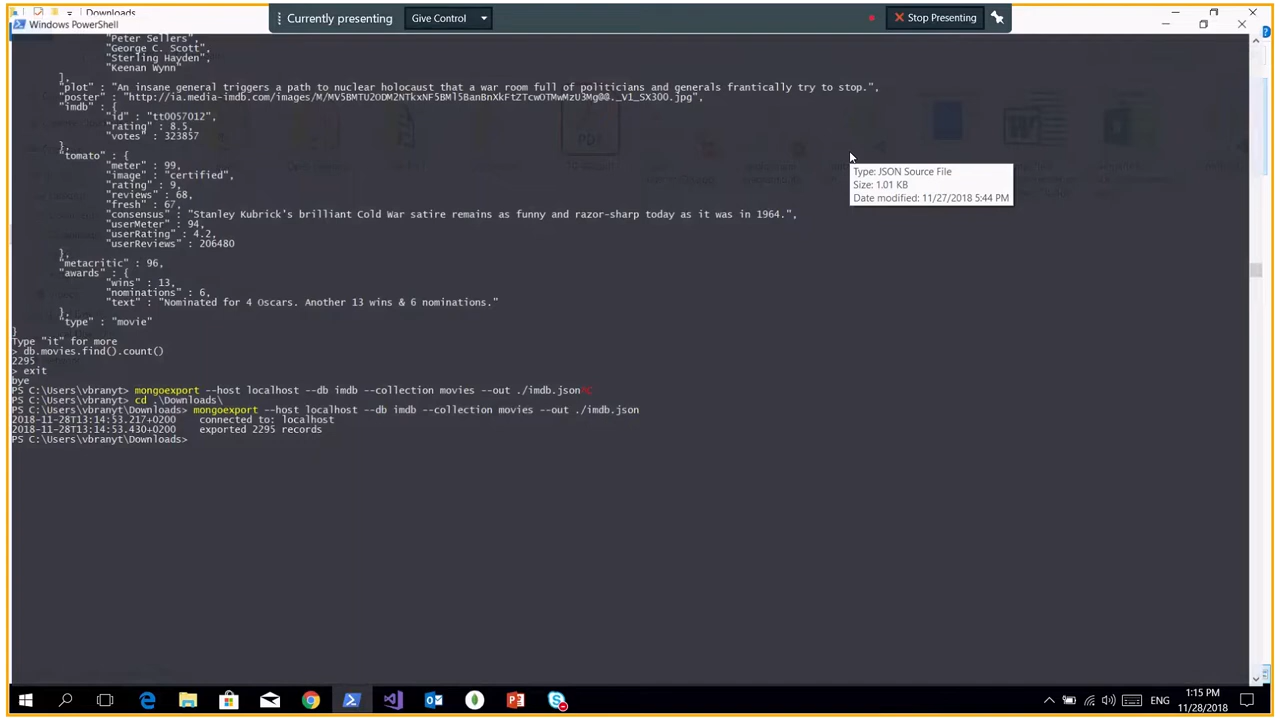 Downloads
Currently presenting
Give Control
Stop Presenting
Windows PowerShell
"Peter Sellers",
"George C. Scott",
"Sterling Hayden",
"Keenan Wynn"
],
"plot" : "An insane general triggers a path to nuclear holocaust that a war room full of politicians and generals frantically try to stop.",
"poster" : "http://ia.media-imdb.com/images/M/MV5BMTU2ODM2NTkxNF5BMl5BanBnXkFtZTcwOTMwMzU3Mg@@._V1_SX300.jpg",
"imdb" : {
"id" : "tt0057012",
"rating" : 8.5,
"votes" : 323857
},
"tomato" : {
"meter" : 99,
"image" : "certified",
"rating" : 9,
"reviews" : 68,
"fresh" : 67,
"consensus" : "Stanley Kubrick's brilliant Cold War satire remains as funny and razor-sharp today as it was in 1964.",
"userMeter" : 94,
"userRating" : 4.2,
"userReviews" : 206480
},
"metacritic" : 96,
"awards" : {
"wins" : 13,
"nominations" : 6,
"text" : "Nominated for 4 Oscars. Another 13 wins & 6 nominations."
},
"type" : "movie"
}
Type "it" for more
> db.movies.find().count()
2295
> exit
bye
PS C:\Users\vbranyt> mongoexport --host localhost --db imdb --collection movies --out ./imdb.json^C
PS C:\Users\vbranyt> cd .\Downloads\
PS C:\Users\vbranyt\Downloads> mongoexport --host localhost --db imdb --collection movies --out ./imdb.json
2018-11-28T13:14:53.217+0200 connected to: localhost
2018-11-28T13:14:53.430+0200 exported 2295 records
PS C:\Users\vbranyt\Downloads>
Type: JSON Source File
Size: 1.01 KB
Date modified: 11/27/2018 5:44 PM
PDF
ENG
1:15 PM
11/28/2018